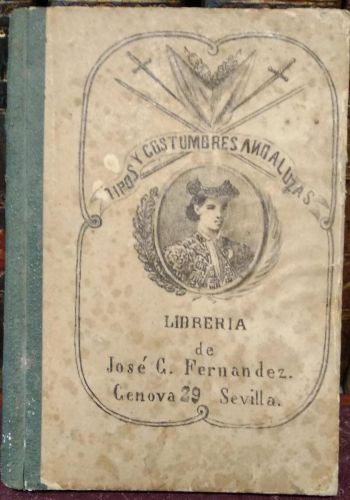 TIPOS Y COSTUMBRES ANDALUZAS
LIBRERIA
de
José G. Fernandez.
Genova 29 Sevilla.